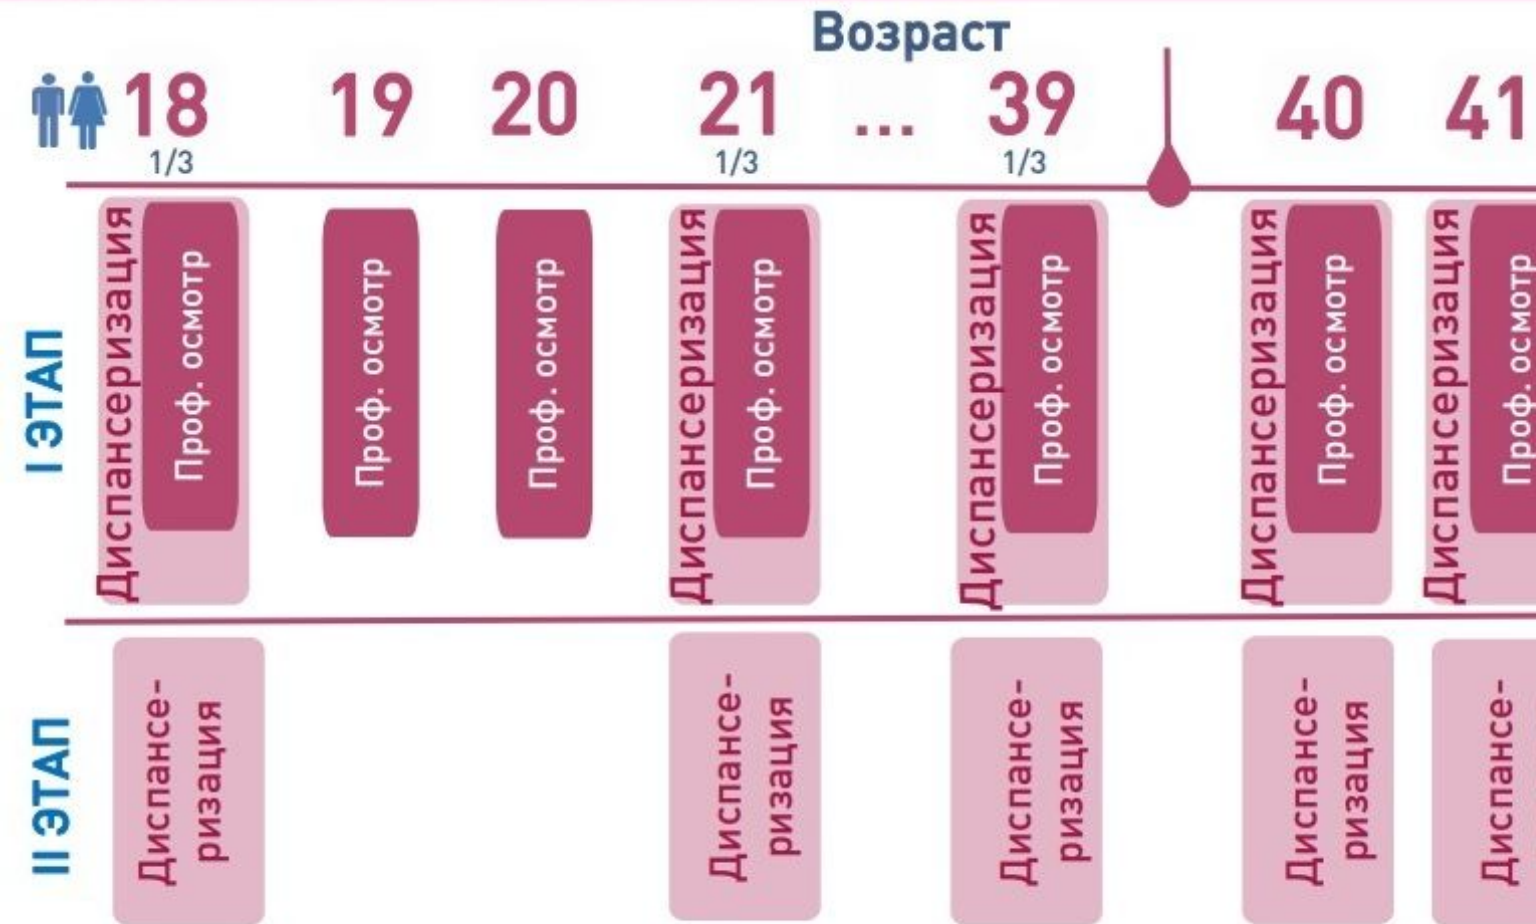 Возраст
18 19 20 21 ... 39 40 41
1/3 1/3 1/3
I ЭТАП
Диспансеризация
Проф. осмотр
Проф. осмотр
Проф. осмотр
Диспансеризация
Проф. осмотр
Диспансеризация
Проф. осмотр
Диспансеризация
Проф. осмотр
Диспансеризация
Проф. осмотр
II ЭТАП
Диспансе-
ризация
Диспансе-
ризация
Диспансе-
ризация
Диспансе-
ризация
Диспансе-